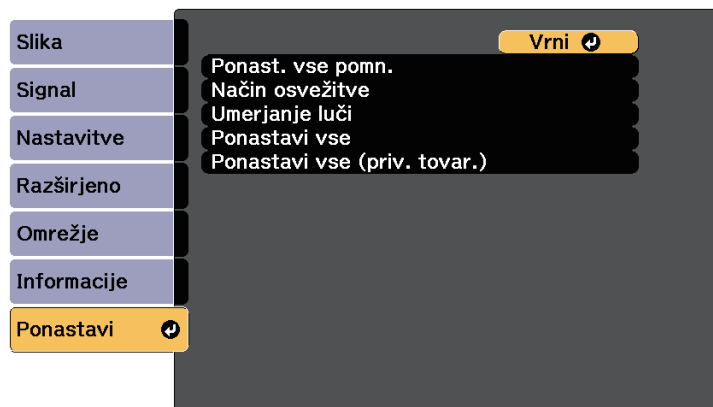 Slika
Signal
Nastavitve
Razširjeno
Omrežje
Informacije
Ponastavi
Vrni
Ponast. vse pomn.
Način osvežitve
Umerjanje luči
Ponastavi vse
Ponastavi vse (priv. tovar.)